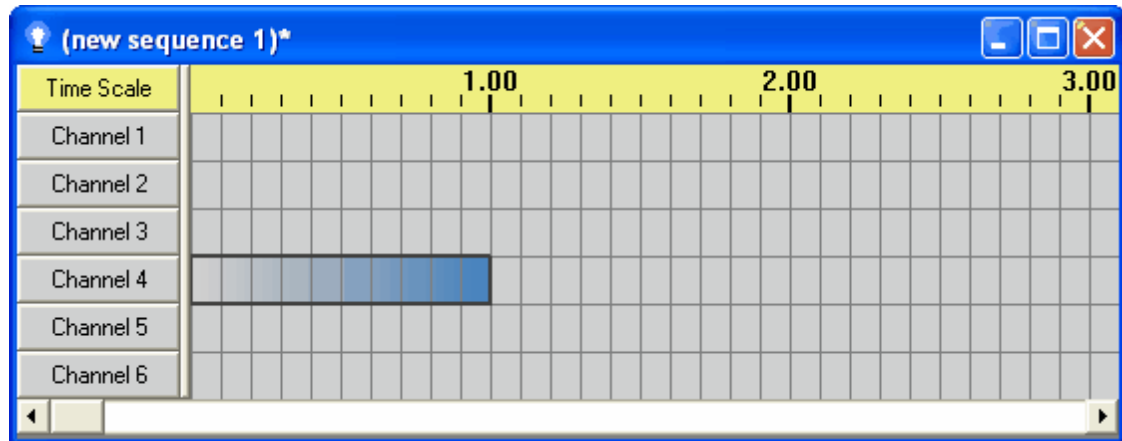 (new sequence 1)*
Time Scale 1.00 2.00 3.00
Channel 1
Channel 2
Channel 3
Channel 4
Channel 5
Channel 6